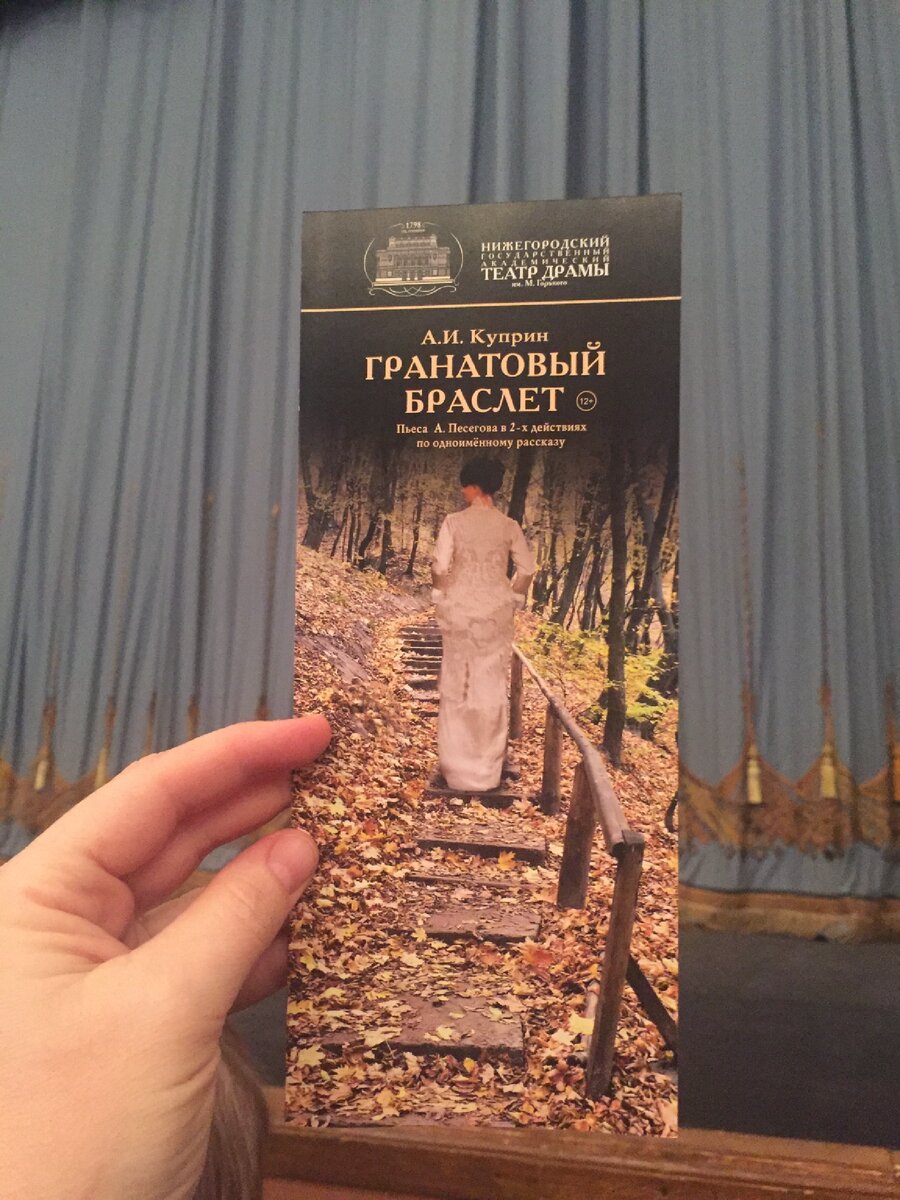 1798
НИЖЕГОРОДСКИЙ
ГОСУДАРСТВЕННЫЙ
АКАДЕМИЧЕСКИЙ
ТЕАТР ДРАМЫ
им. М. Горького
А.И. Куприн
ГРАНАТОВЫЙ
БРАСЛЕТ 12+
Пьеса А. Песегова в 2-х действиях
по одноимённому рассказу